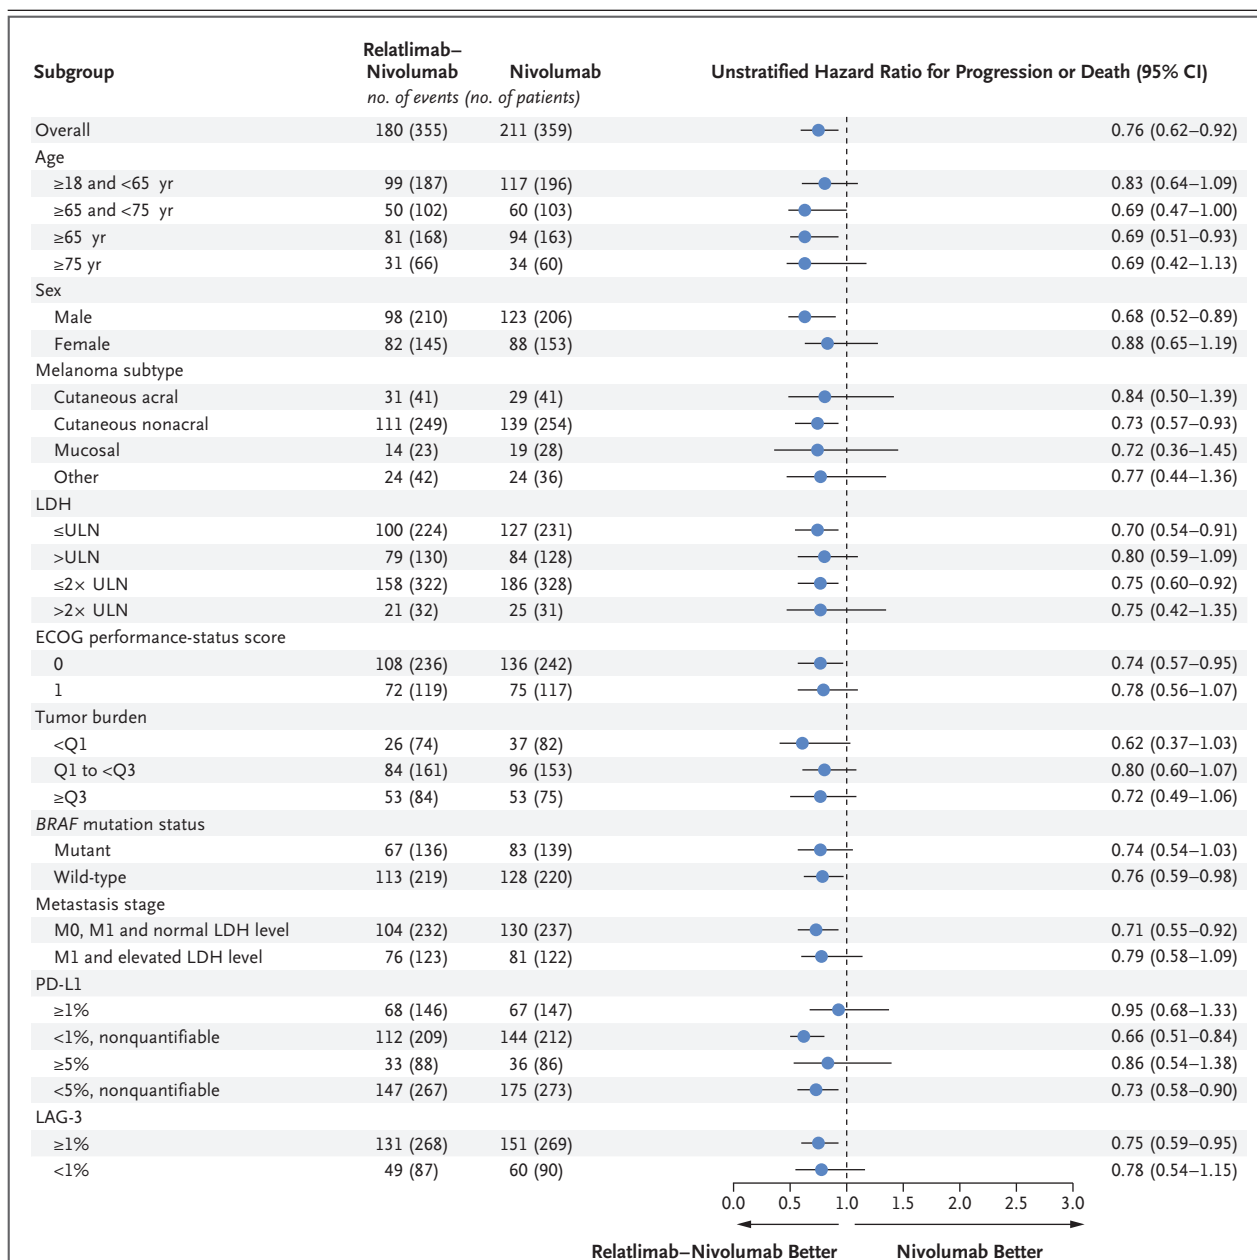 Subgroup Relatlimab–Nivolumab Nivolumab Unstratified Hazard Ratio for Progression or Death (95% CI)
no. of events (no. of patients)
Overall 180 (355) 211 (359) 0.76 (0.62–0.92)
Age
≥18 and <65 yr 99 (187) 117 (196) 0.83 (0.64–1.09)
≥65 and <75 yr 50 (102) 60 (103) 0.69 (0.47–1.00)
≥65 yr 81 (168) 94 (163) 0.69 (0.51–0.93)
≥75 yr 31 (66) 34 (60) 0.69 (0.42–1.13)
Sex
Male 98 (210) 123 (206) 0.68 (0.52–0.89)
Female 82 (145) 88 (153) 0.88 (0.65–1.19)
Melanoma subtype
Cutaneous acral 31 (41) 29 (41) 0.84 (0.50–1.39)
Cutaneous nonacral 111 (249) 139 (254) 0.73 (0.57–0.93)
Mucosal 14 (23) 19 (28) 0.72 (0.36–1.45)
Other 24 (42) 24 (36) 0.77 (0.44–1.36)
LDH
≤ULN 100 (224) 127 (231) 0.70 (0.54–0.91)
>ULN 79 (130) 84 (128) 0.80 (0.59–1.09)
≤2× ULN 158 (322) 186 (328) 0.75 (0.60–0.92)
>2× ULN 21 (32) 25 (31) 0.75 (0.42–1.35)
ECOG performance-status score
0 108 (236) 136 (242) 0.74 (0.57–0.95)
1 72 (119) 75 (117) 0.78 (0.56–1.07)
Tumor burden
<Q1 26 (74) 37 (82) 0.62 (0.37–1.03)
Q1 to <Q3 84 (161) 96 (153) 0.80 (0.60–1.07)
≥Q3 53 (84) 53 (75) 0.72 (0.49–1.06)
BRAF mutation status
Mutant 67 (136) 83 (139) 0.74 (0.54–1.03)
Wild-type 113 (219) 128 (220) 0.76 (0.59–0.98)
Metastasis stage
M0, M1 and normal LDH level 104 (232) 130 (237) 0.71 (0.55–0.92)
M1 and elevated LDH level 76 (123) 81 (122) 0.79 (0.58–1.09)
PD-L1
≥1% 68 (146) 67 (147) 0.95 (0.68–1.33)
<1%, nonquantifiable 112 (209) 144 (212) 0.66 (0.51–0.84)
≥5% 33 (88) 36 (86) 0.86 (0.54–1.38)
<5%, nonquantifiable 147 (267) 175 (273) 0.73 (0.58–0.90)
LAG-3
≥1% 131 (268) 151 (269) 0.75 (0.59–0.95)
<1% 49 (87) 60 (90) 0.78 (0.54–1.15)
0.0 0.5 1.0 1.5 2.0 2.5 3.0
Relatlimab–Nivolumab Better Nivolumab Better